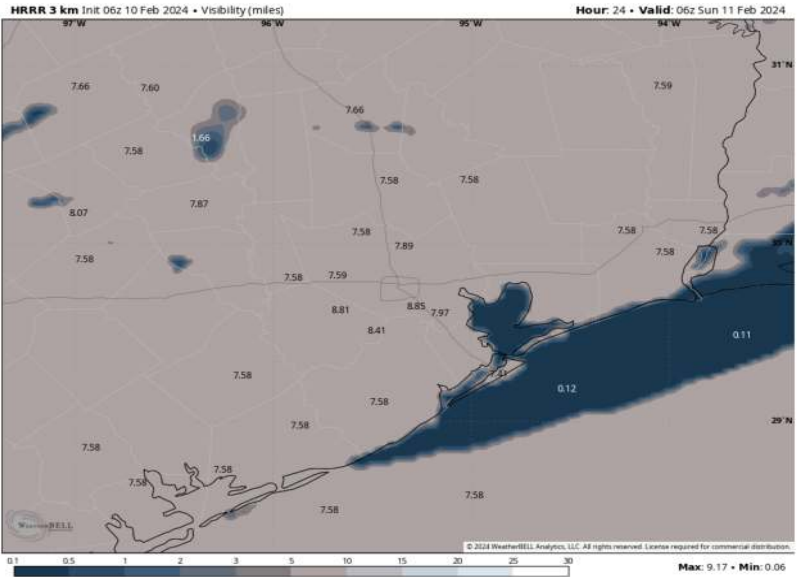 HRRR 3 km Init 06z 10 Feb 2024 • Visibility (miles)
Hour: 24 • Valid: 06z Sun 11 Feb 2024
97°W 96°W 95°W 94°W
31°N
7.66 7.60 7.59
7.66
1.66
7.58
7.58 7.58
7.87
8.07
7.58 7.58 7.58
30°N
7.89
7.58 7.58
7.58 7.59
8.81 8.85 7.97
8.41
0.11
7.41
7.58
0.12
7.58
7.58
29°N
7.58
7.58
7.58
7.58
7.58
WeatherBELL
© 2024 WeatherBELL Analytics, LLC. All rights reserved. License required for commercial distribution.
0.1 0.5 1 2 3 5 10 15 20 25 30
Max: 9.17 • Min: 0.06